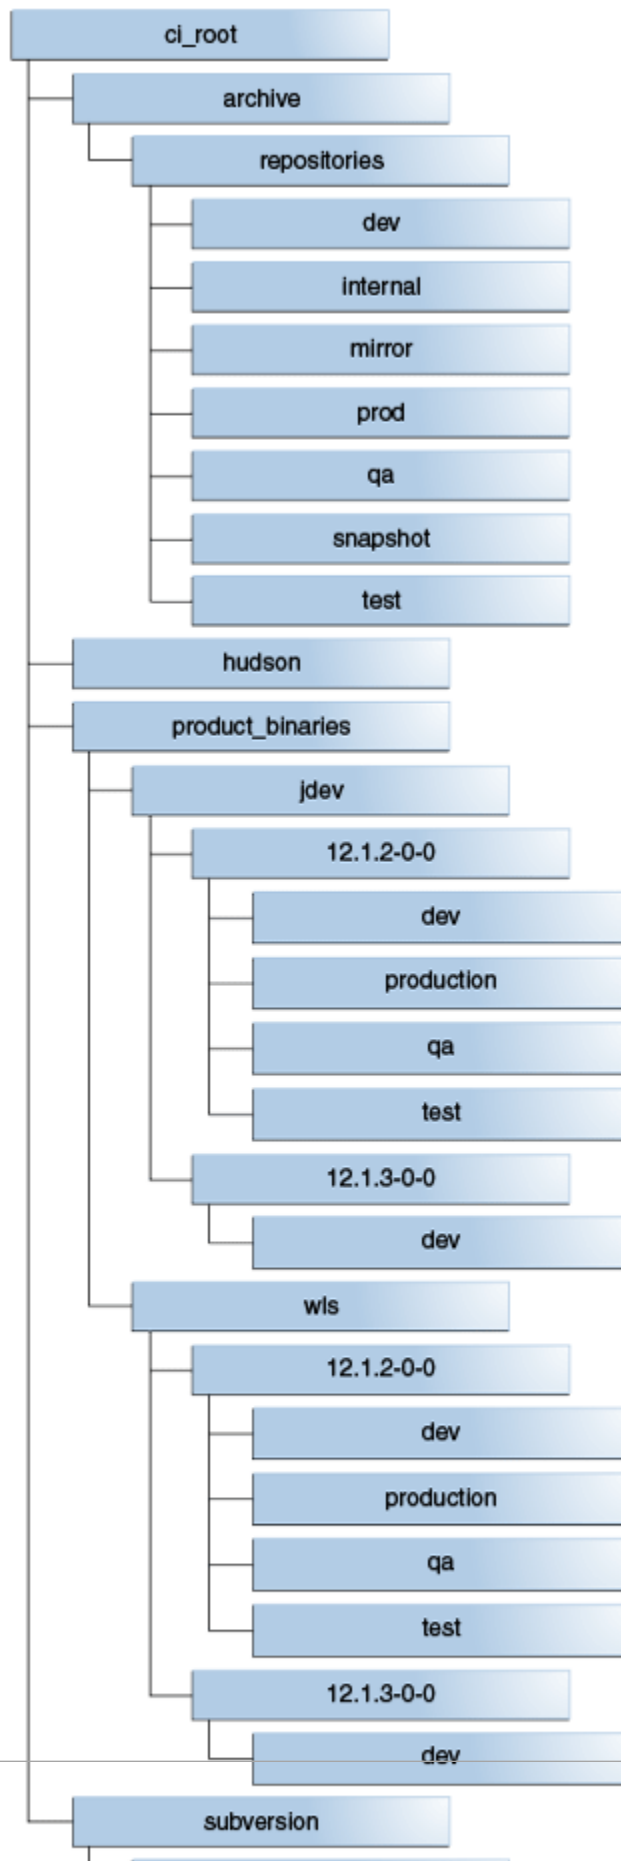 ci_root
archive
repositories
dev
internal
mirror
prod
qa
snapshot
test
hudson
product_binaries
jdev
12.1.2-0-0
dev
production
qa
test
12.1.3-0-0
dev
wls
12.1.2-0-0
dev
production
qa
test
12.1.3-0-0
dev
subversion